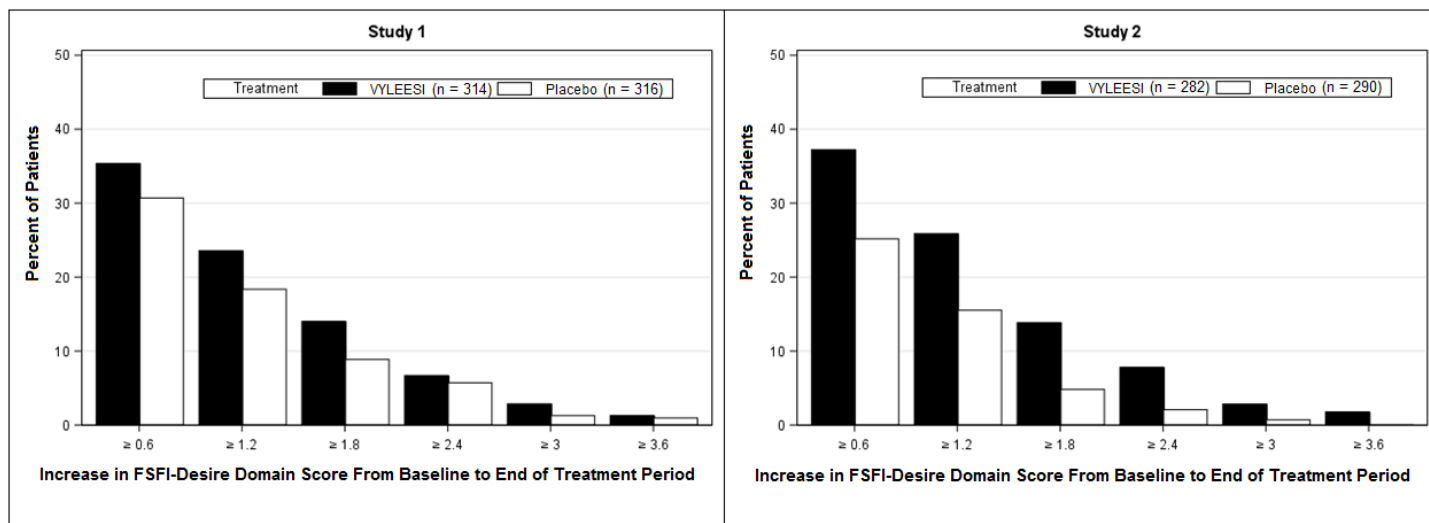 Study 1
50
40
30
20
10
0
Percent of Patients
Treatment VYLEESI (n = 314) Placebo (n = 316)
≥ 0.6 ≥ 1.2 ≥ 1.8 ≥ 2.4 ≥ 3 ≥ 3.6
Increase in FSFI-Desire Domain Score From Baseline to End of Treatment Period
Study 2
50
40
30
20
10
0
Percent of Patients
Treatment VYLEESI (n = 282) Placebo (n = 290)
≥ 0.6 ≥ 1.2 ≥ 1.8 ≥ 2.4 ≥ 3 ≥ 3.6
Increase in FSFI-Desire Domain Score From Baseline to End of Treatment Period